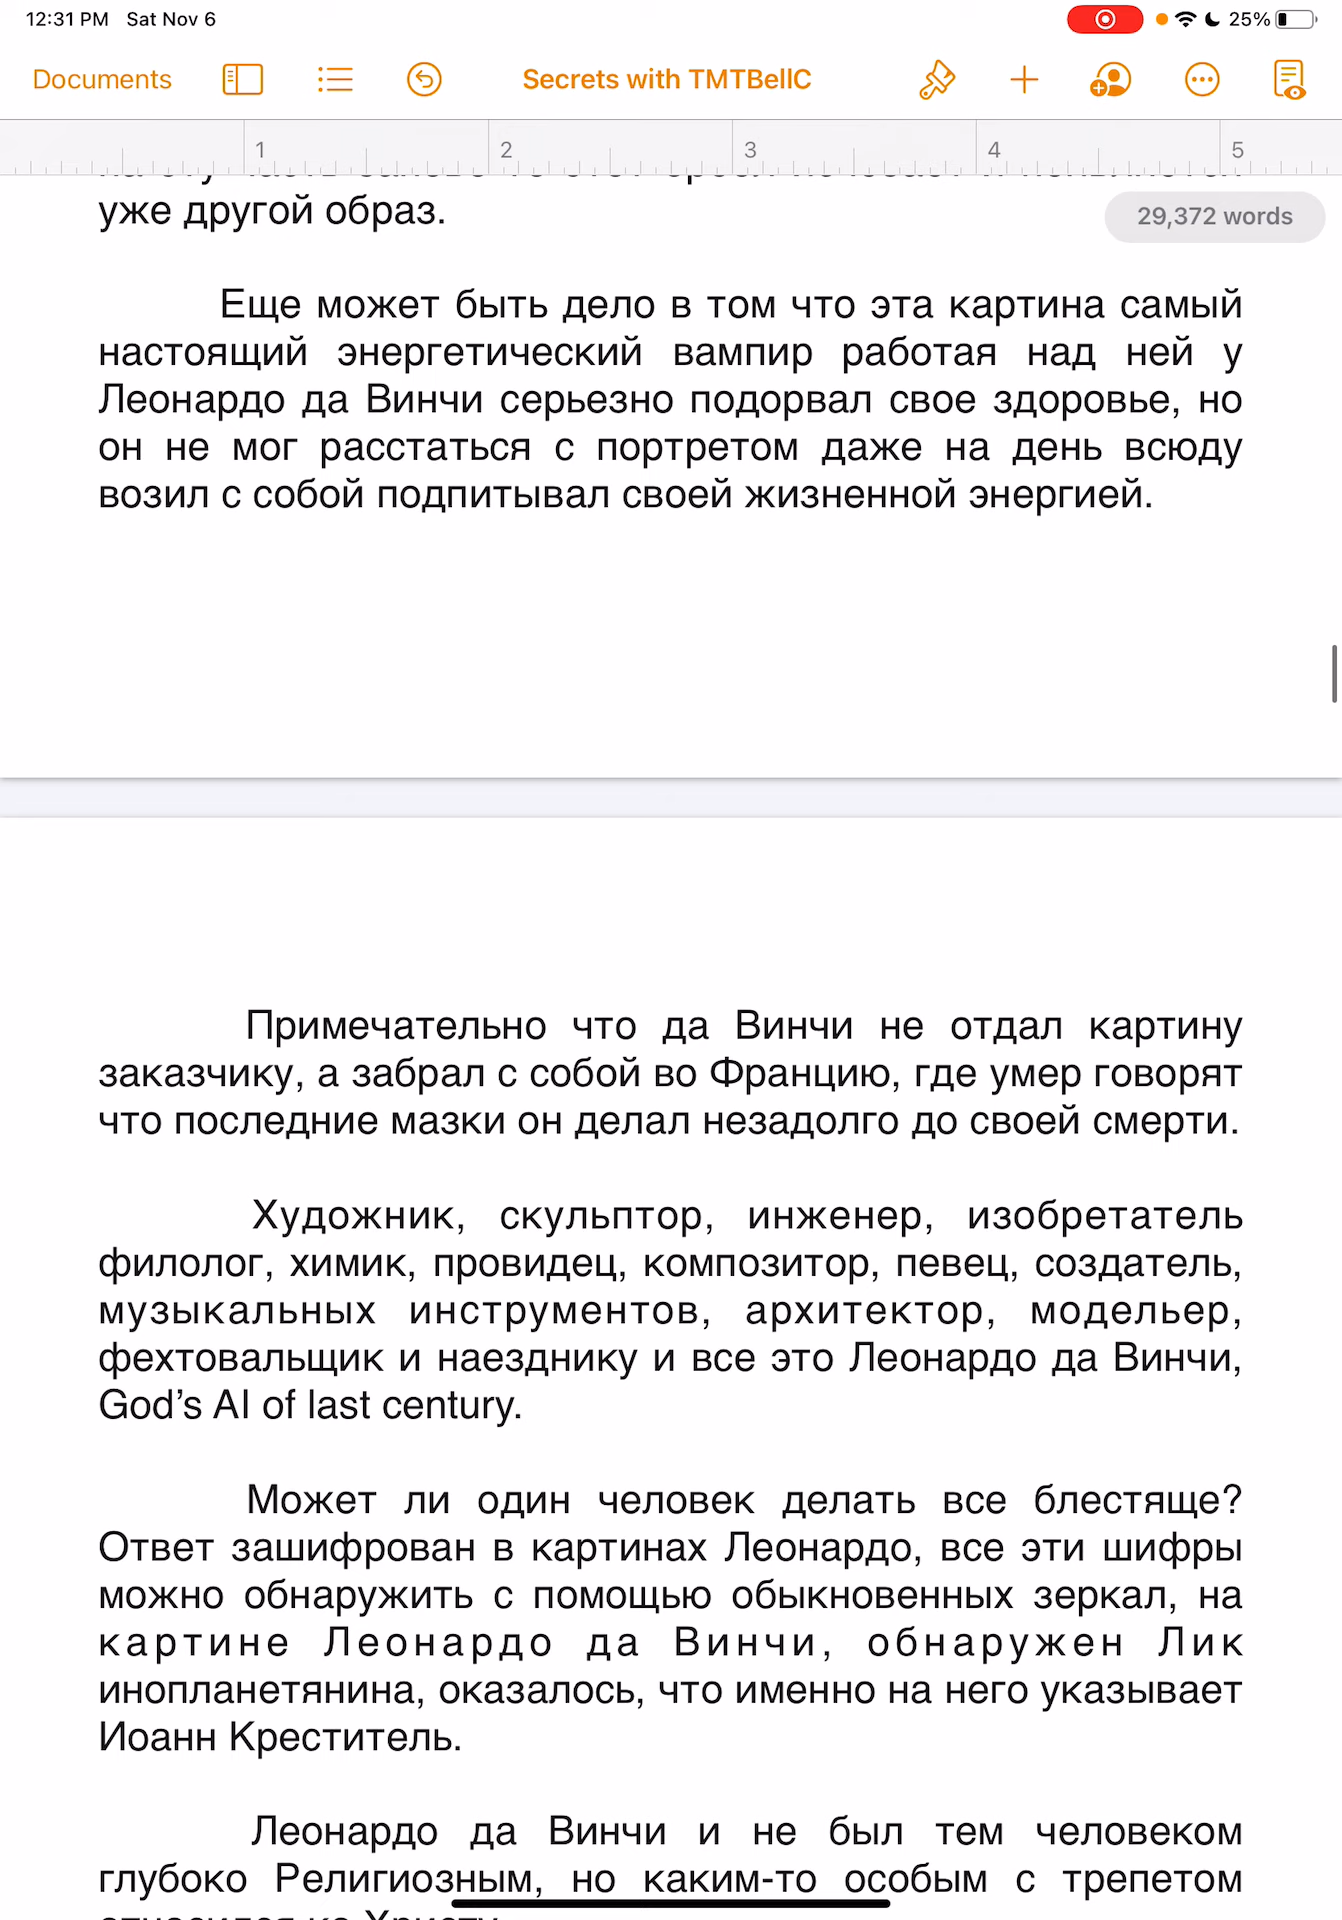 12:31 PM Sat Nov 6
25%
Documents
Secrets with TMTBellC
1 2 3 4 5
уже другой образ.
29,372 words
Еще может быть дело в том что эта картина самый
настоящий энергетический вампир работая над ней у
Леонардо да Винчи серьезно подорвал свое здоровье, но
он не мог расстаться с портретом даже на день всюду
возил с собой подпитывал своей жизненной энергией.
Примечательно что да Винчи не отдал картину
заказчику, а забрал с собой во Францию, где умер говорят
что последние мазки он делал незадолго до своей смерти.
Художник, скульптор, инженер, изобретатель
филолог, химик, провидец, композитор, певец, создатель,
музыкальных инструментов, архитектор, модельер,
фехтовальщик и наезднику и все это Леонардо да Винчи,
God’s AI of last century.
Может ли один человек делать все блестяще?
Ответ зашифрован в картинах Леонардо, все эти шифры
можно обнаружить с помощью обыкновенных зеркал, на
картине Леонардо да Винчи, обнаружен Лик
инопланетянина, оказалось, что именно на него указывает
Иоанн Креститель.
Леонардо да Винчи и не был тем человеком
глубоко Религиозным, но каким-то особым с трепетом